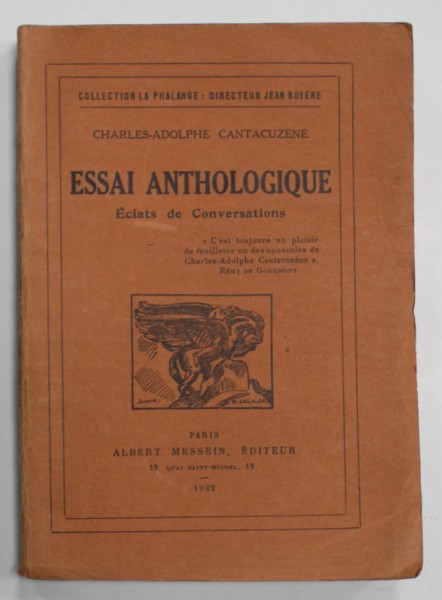 COLLECTION LA PHALANGE : DIRECTEUR JEAN ROYÈRE
CHARLES-ADOLPHE CANTACUZÈNE
ESSAI ANTHOLOGIQUE
Éclats de Conversations
« C'est toujours un plaisir
de feuilleter un des opuscules de
Charles-Adolphe Cantacuzène ».
RÉMY DE GOURMONT
PARIS
ALBERT MESSEIN, ÉDITEUR
19 QUAI SAINT-MICHEL, 19
1932